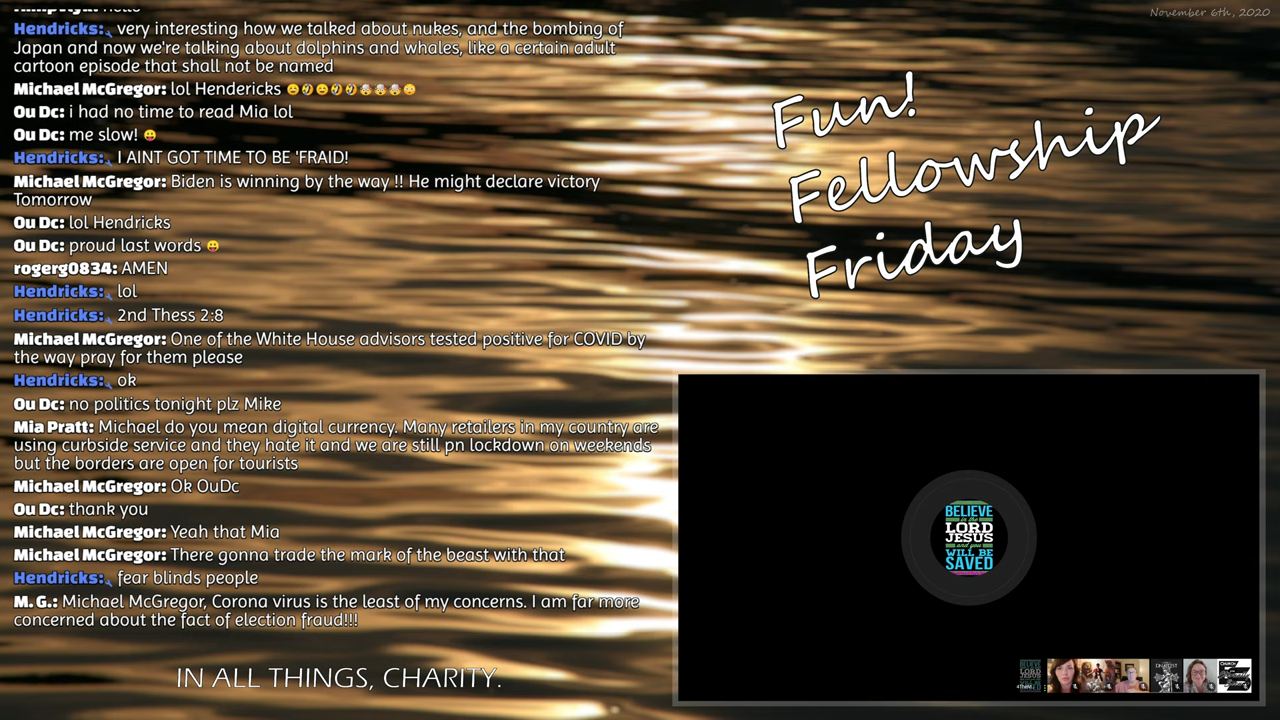 November 6th, 2020
Hendricks: very interesting how we talked about nukes, and the bombing of
Japan and now we're talking about dolphins and whales, like a certain adult
cartoon episode that shall not be named
Michael McGregor: lol Hendericks 😊🤣😊🤣🤣🤯🤯🤯🤪
Ou Dc: i had no time to read Mia lol
Ou Dc: me slow! 😛
Hendricks: I AINT GOT TIME TO BE 'FRAID!
Michael McGregor: Biden is winning by the way !! He might declare victory
Tomorrow
Ou Dc: lol Hendricks
Ou Dc: proud last words 😛
rogerg0834: AMEN
Hendricks: lol
Hendricks: 2nd Thess 2:8
Michael McGregor: One of the White House advisors tested positive for COVID by
the way pray for them please
Hendricks: ok
Ou Dc: no politics tonight plz Mike
Mia Pratt: Michael do you mean digital currency. Many retailers in my country are
using curbside service and they hate it and we are still pn lockdown on weekends
but the borders are open for tourists
Michael McGregor: Ok OuDc
Ou Dc: thank you
Michael McGregor: Yeah that Mia
Michael McGregor: There gonna trade the mark of the beast with that
Hendricks: fear blinds people
M. G.: Michael McGregor, Corona virus is the least of my concerns. I am far more
concerned about the fact of election fraud!!!
IN ALL THINGS, CHARITY.
Fun!
Fellowship
Friday
BELIEVE
in the
LORD
JESUS
and you
WILL BE
SAVED